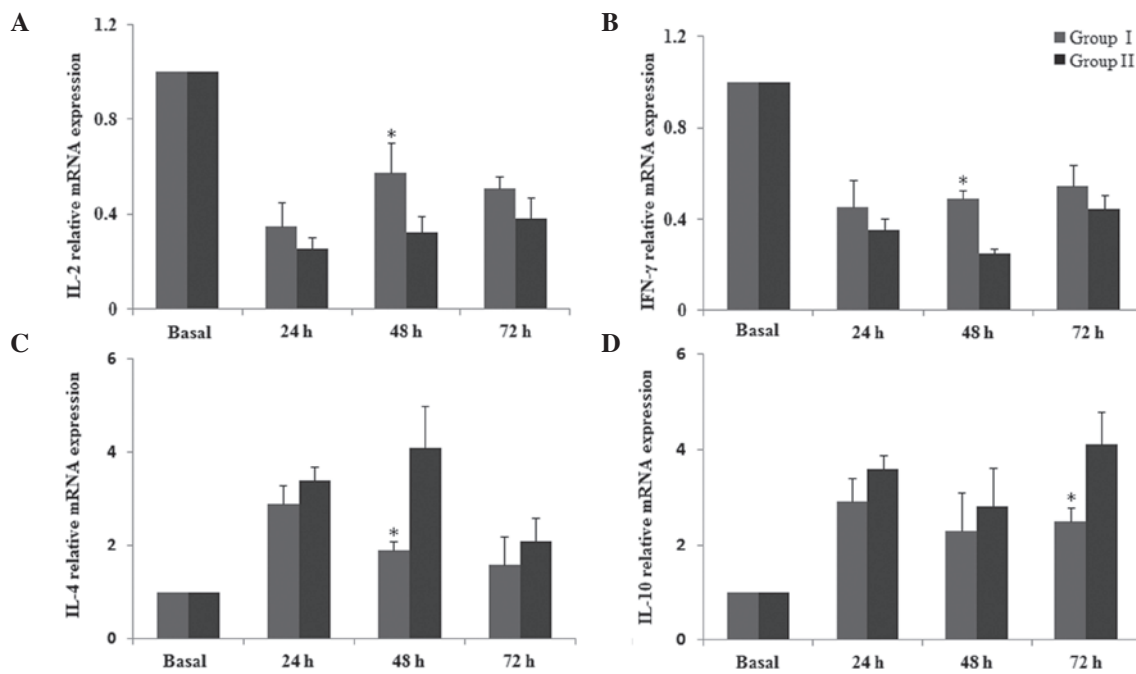 A
IL-2 relative mRNA expression
1.2
0.8
0.4
0
*
Basal 24 h 48 h 72 h
B
IFN-γ relative mRNA expression
1.2
0.8
0.4
0
*
Group I
Group II
Basal 24 h 48 h 72 h
C
IL-4 relative mRNA expression
6
4
2
0
*
Basal 24 h 48 h 72 h
D
IL-10 relative mRNA expression
6
4
2
0
*
Basal 24 h 48 h 72 h